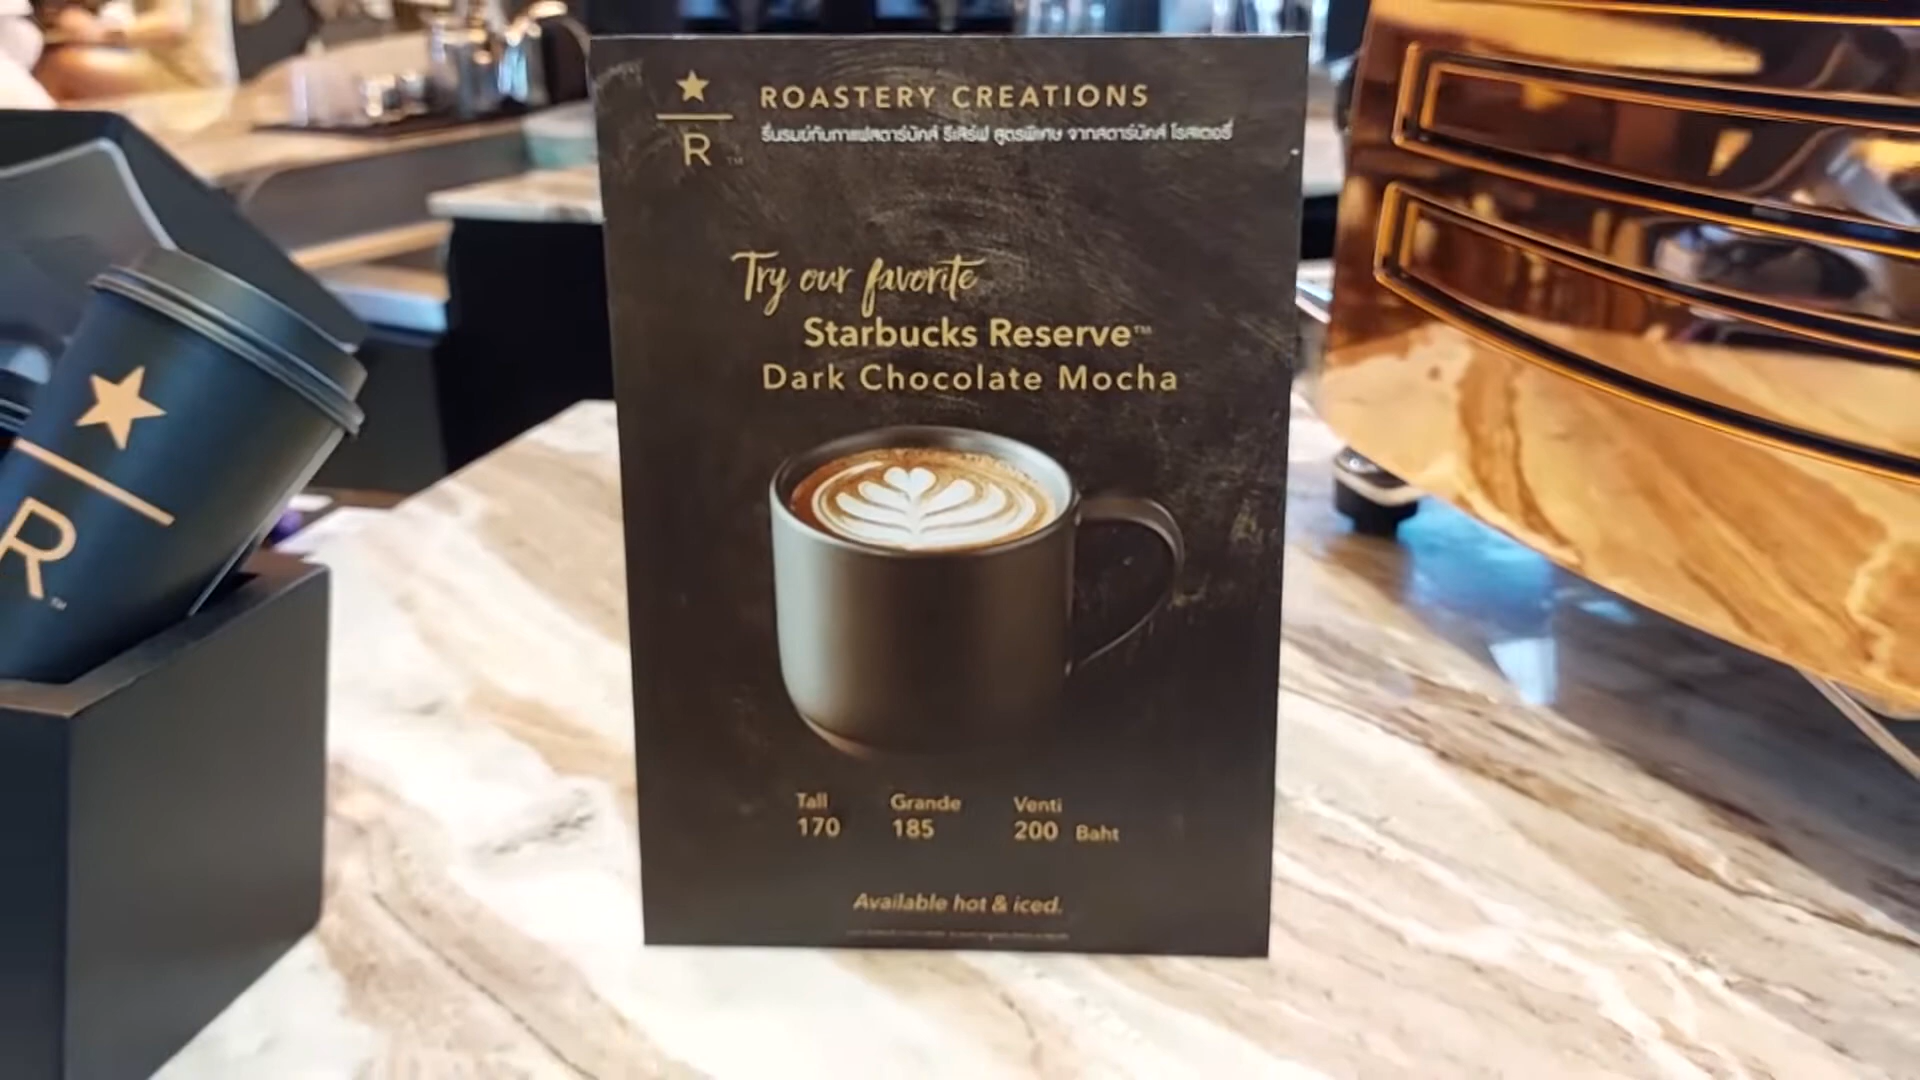 R TM
ROASTERY CREATIONS
รื่นรมย์กับกาแฟสตาร์บัคส์ รีเสิร์ฟ สูตรพิเศษ จากสตาร์บัคส์ โรสเตอรี่
Try our favorite
Starbucks Reserve™
Dark Chocolate Mocha
Tall Grande Venti
170 185 200 Baht
Available hot & iced.
R TM